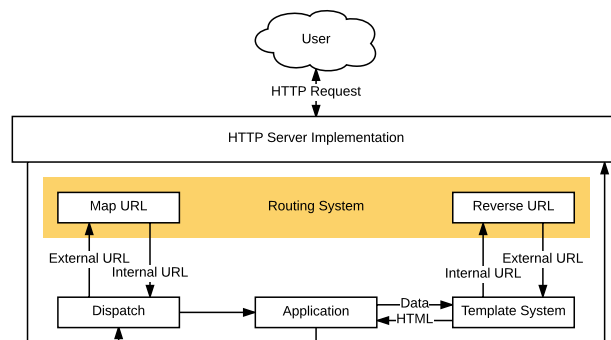 User
HTTP Request
HTTP Server Implementation
Map URL
Routing System
Reverse URL
External URL
Internal URL
Internal URL
External URL
Dispatch
Application
Data
HTML
Template System